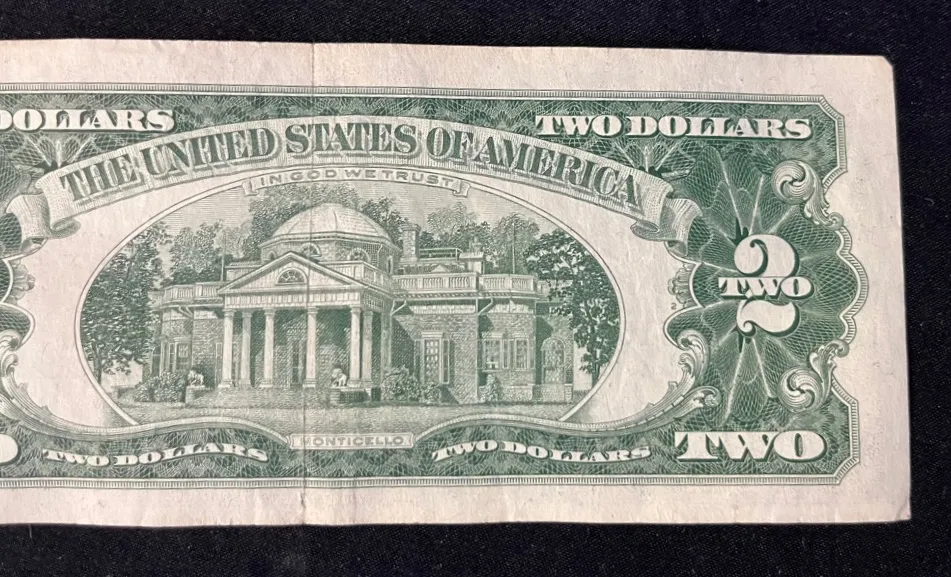 DOLLARS
TWO DOLLARS
THE UNITED STATES OF AMERICA
IN GOD WE TRUST
2
TWO
MONTICELLO
TWO DOLLARS
TWO DOLLARS
TWO